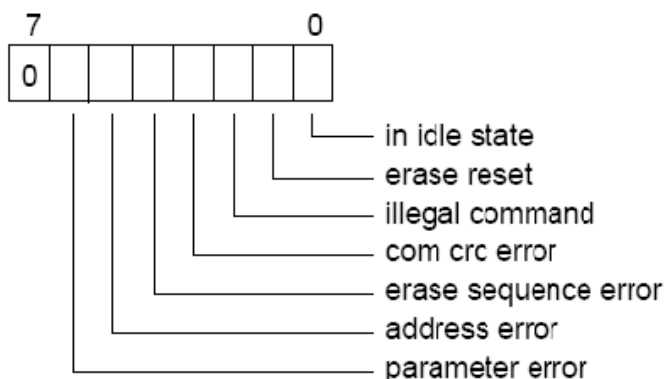 7 0
0
in idle state
erase reset
illegal command
com crc error
erase sequence error
address error
parameter error